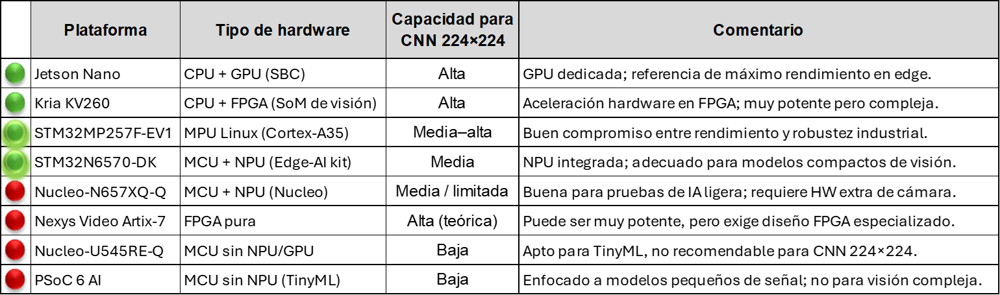 Plataforma Tipo de hardware Capacidad para CNN 224×224 Comentario
Jetson Nano CPU + GPU (SBC) Alta GPU dedicada; referencia de máximo rendimiento en edge.
Kria KV260 CPU + FPGA (SoM de visión) Alta Aceleración hardware en FPGA; muy potente pero compleja.
STM32MP257F-EV1 MPU Linux (Cortex-A35) Media–alta Buen compromiso entre rendimiento y robustez industrial.
STM32N6570-DK MCU + NPU (Edge-AI kit) Media NPU integrada; adecuado para modelos compactos de visión.
Nucleo-N657XQ-Q MCU + NPU (Nucleo) Media / limitada Buena para pruebas de IA ligera; requiere HW extra de cámara.
Nexys Video Artix-7 FPGA pura Alta (teórica) Puede ser muy potente, pero exige diseño FPGA especializado.
Nucleo-U545RE-Q MCU sin NPU/GPU Baja Apto para TinyML, no recomendable para CNN 224×224.
PSoC 6 AI MCU sin NPU (TinyML) Baja Enfocado a modelos pequeños de señal; no para visión compleja.